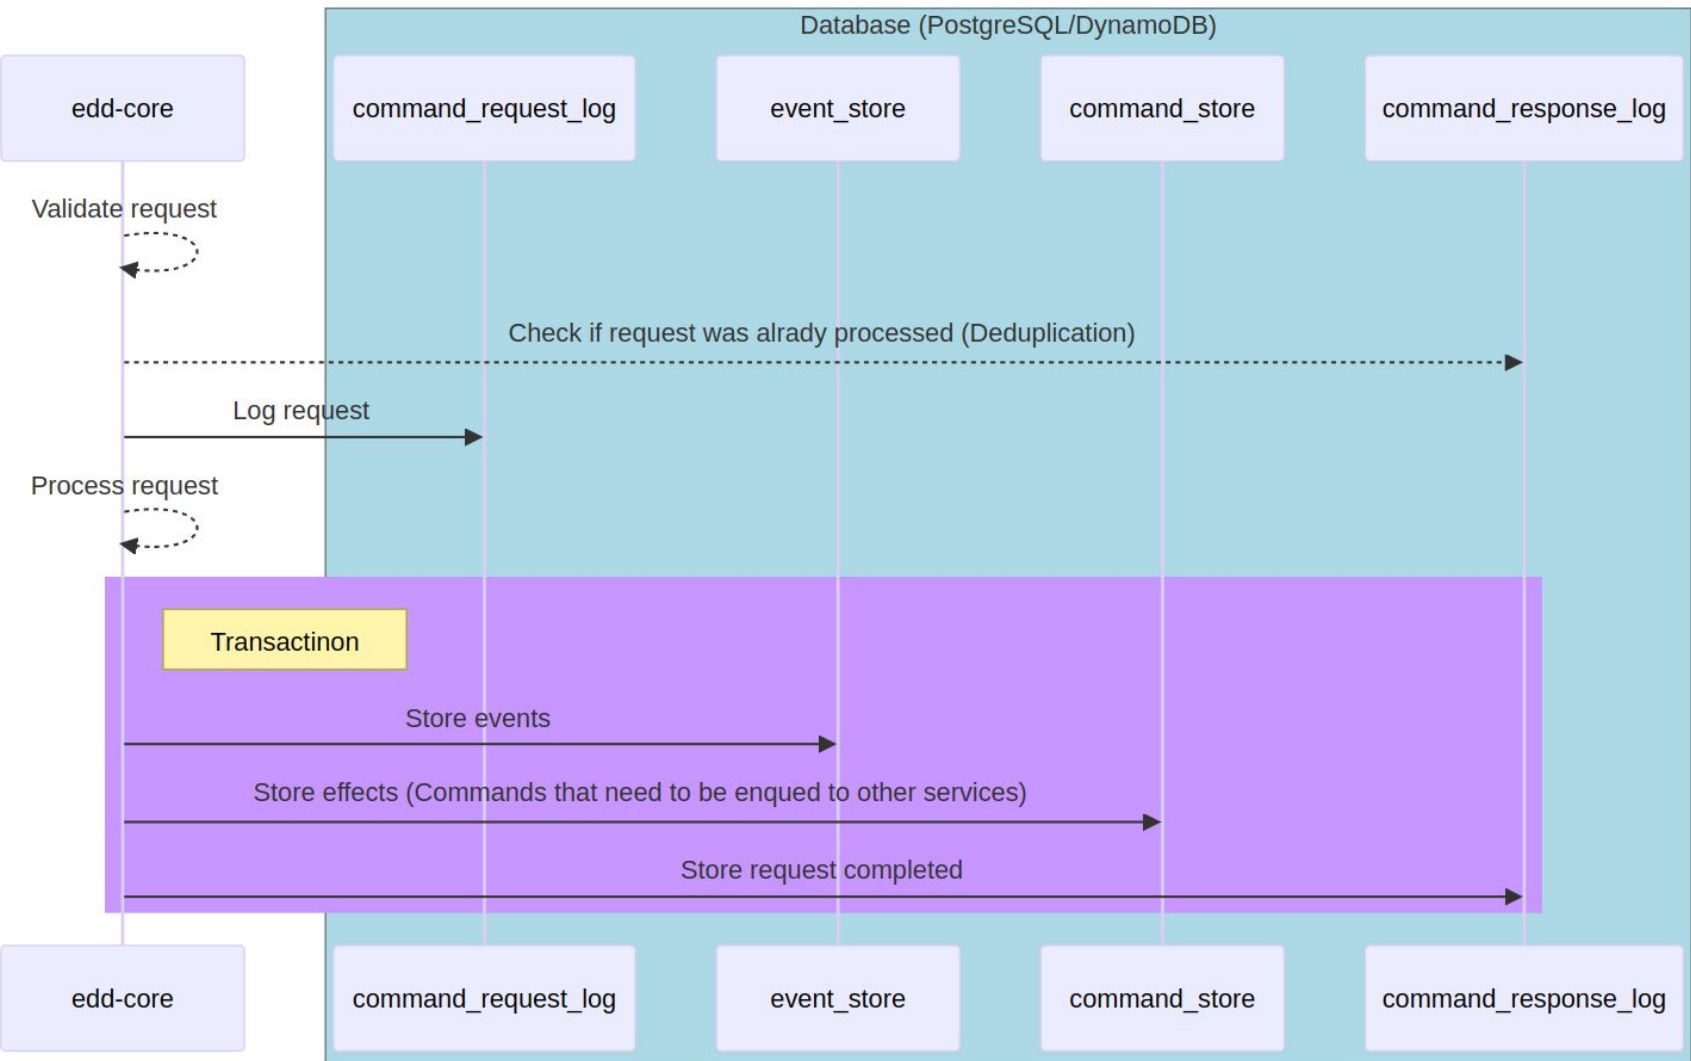 Database (PostgreSQL/DynamoDB)
edd-core
command_request_log
event_store
command_store
command_response_log
Validate request
Check if request was alrady processed (Deduplication)
Log request
Process request
Transactinon
Store events
Store effects (Commands that need to be enqued to other services)
Store request completed
edd-core
command_request_log
event_store
command_store
command_response_log